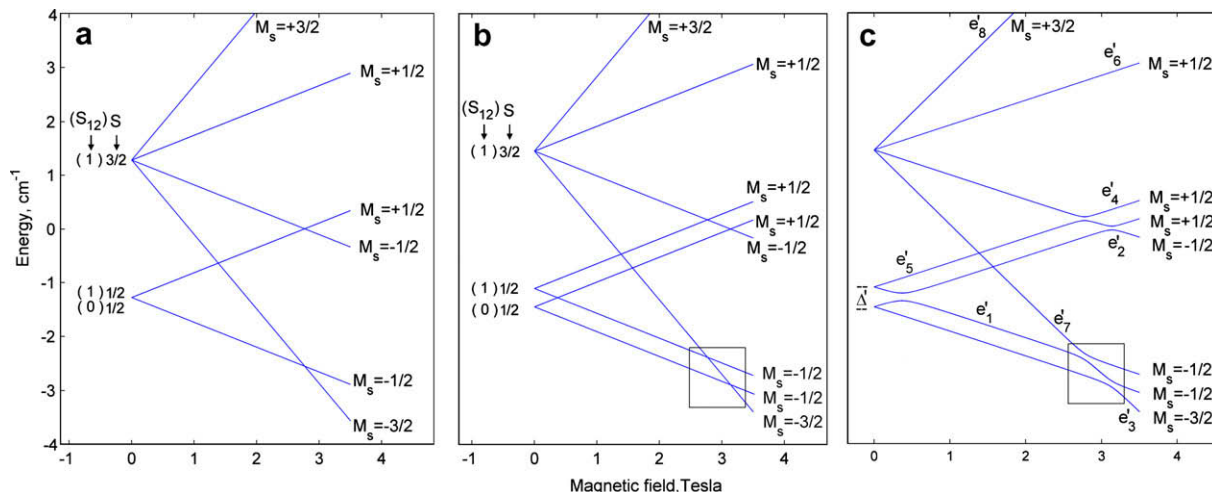 a
M_s=+3/2
M_s=+1/2
(S_12) S
(1) 3/2
M_s=+1/2
M_s=-1/2
(1) 1/2
(0) 1/2
M_s=-1/2
M_s=-3/2
4
3
2
1
0
-1
-2
-3
-4
Energy, cm^-1
-1 0 1 2 3 4
b
M_s=+3/2
M_s=+1/2
(S_12) S
(1) 3/2
M_s=+1/2
M_s=+1/2
M_s=-1/2
(1) 1/2
(0) 1/2
M_s=-1/2
M_s=-1/2
M_s=-3/2
-1 0 1 2 3 4
Magnetic field,Tesla
c
e'_8
M_s=+3/2
e'_6
M_s=+1/2
e'_4
M_s=+1/2
M_s=+1/2
e'_2
M_s=-1/2
e'_5
Δ'
e'_1
e'_7
M_s=-1/2
M_s=-1/2
e'_3
M_s=-3/2
0 1 2 3 4